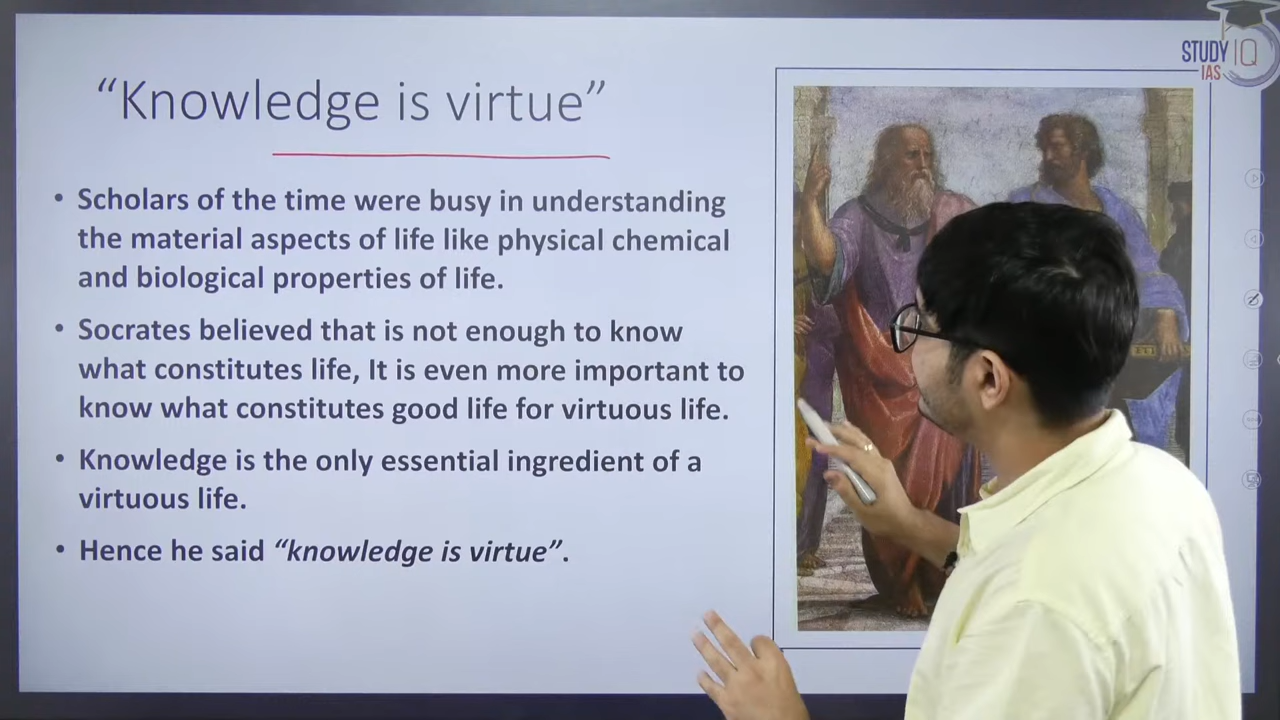 STUDY IQ
IAS
“Knowledge is virtue”
• Scholars of the time were busy in understanding
the material aspects of life like physical chemical
and biological properties of life.
• Socrates believed that is not enough to know
what constitutes life, It is even more important to
know what constitutes good life for virtuous life.
• Knowledge is the only essential ingredient of a
virtuous life.
• Hence he said “knowledge is virtue”.